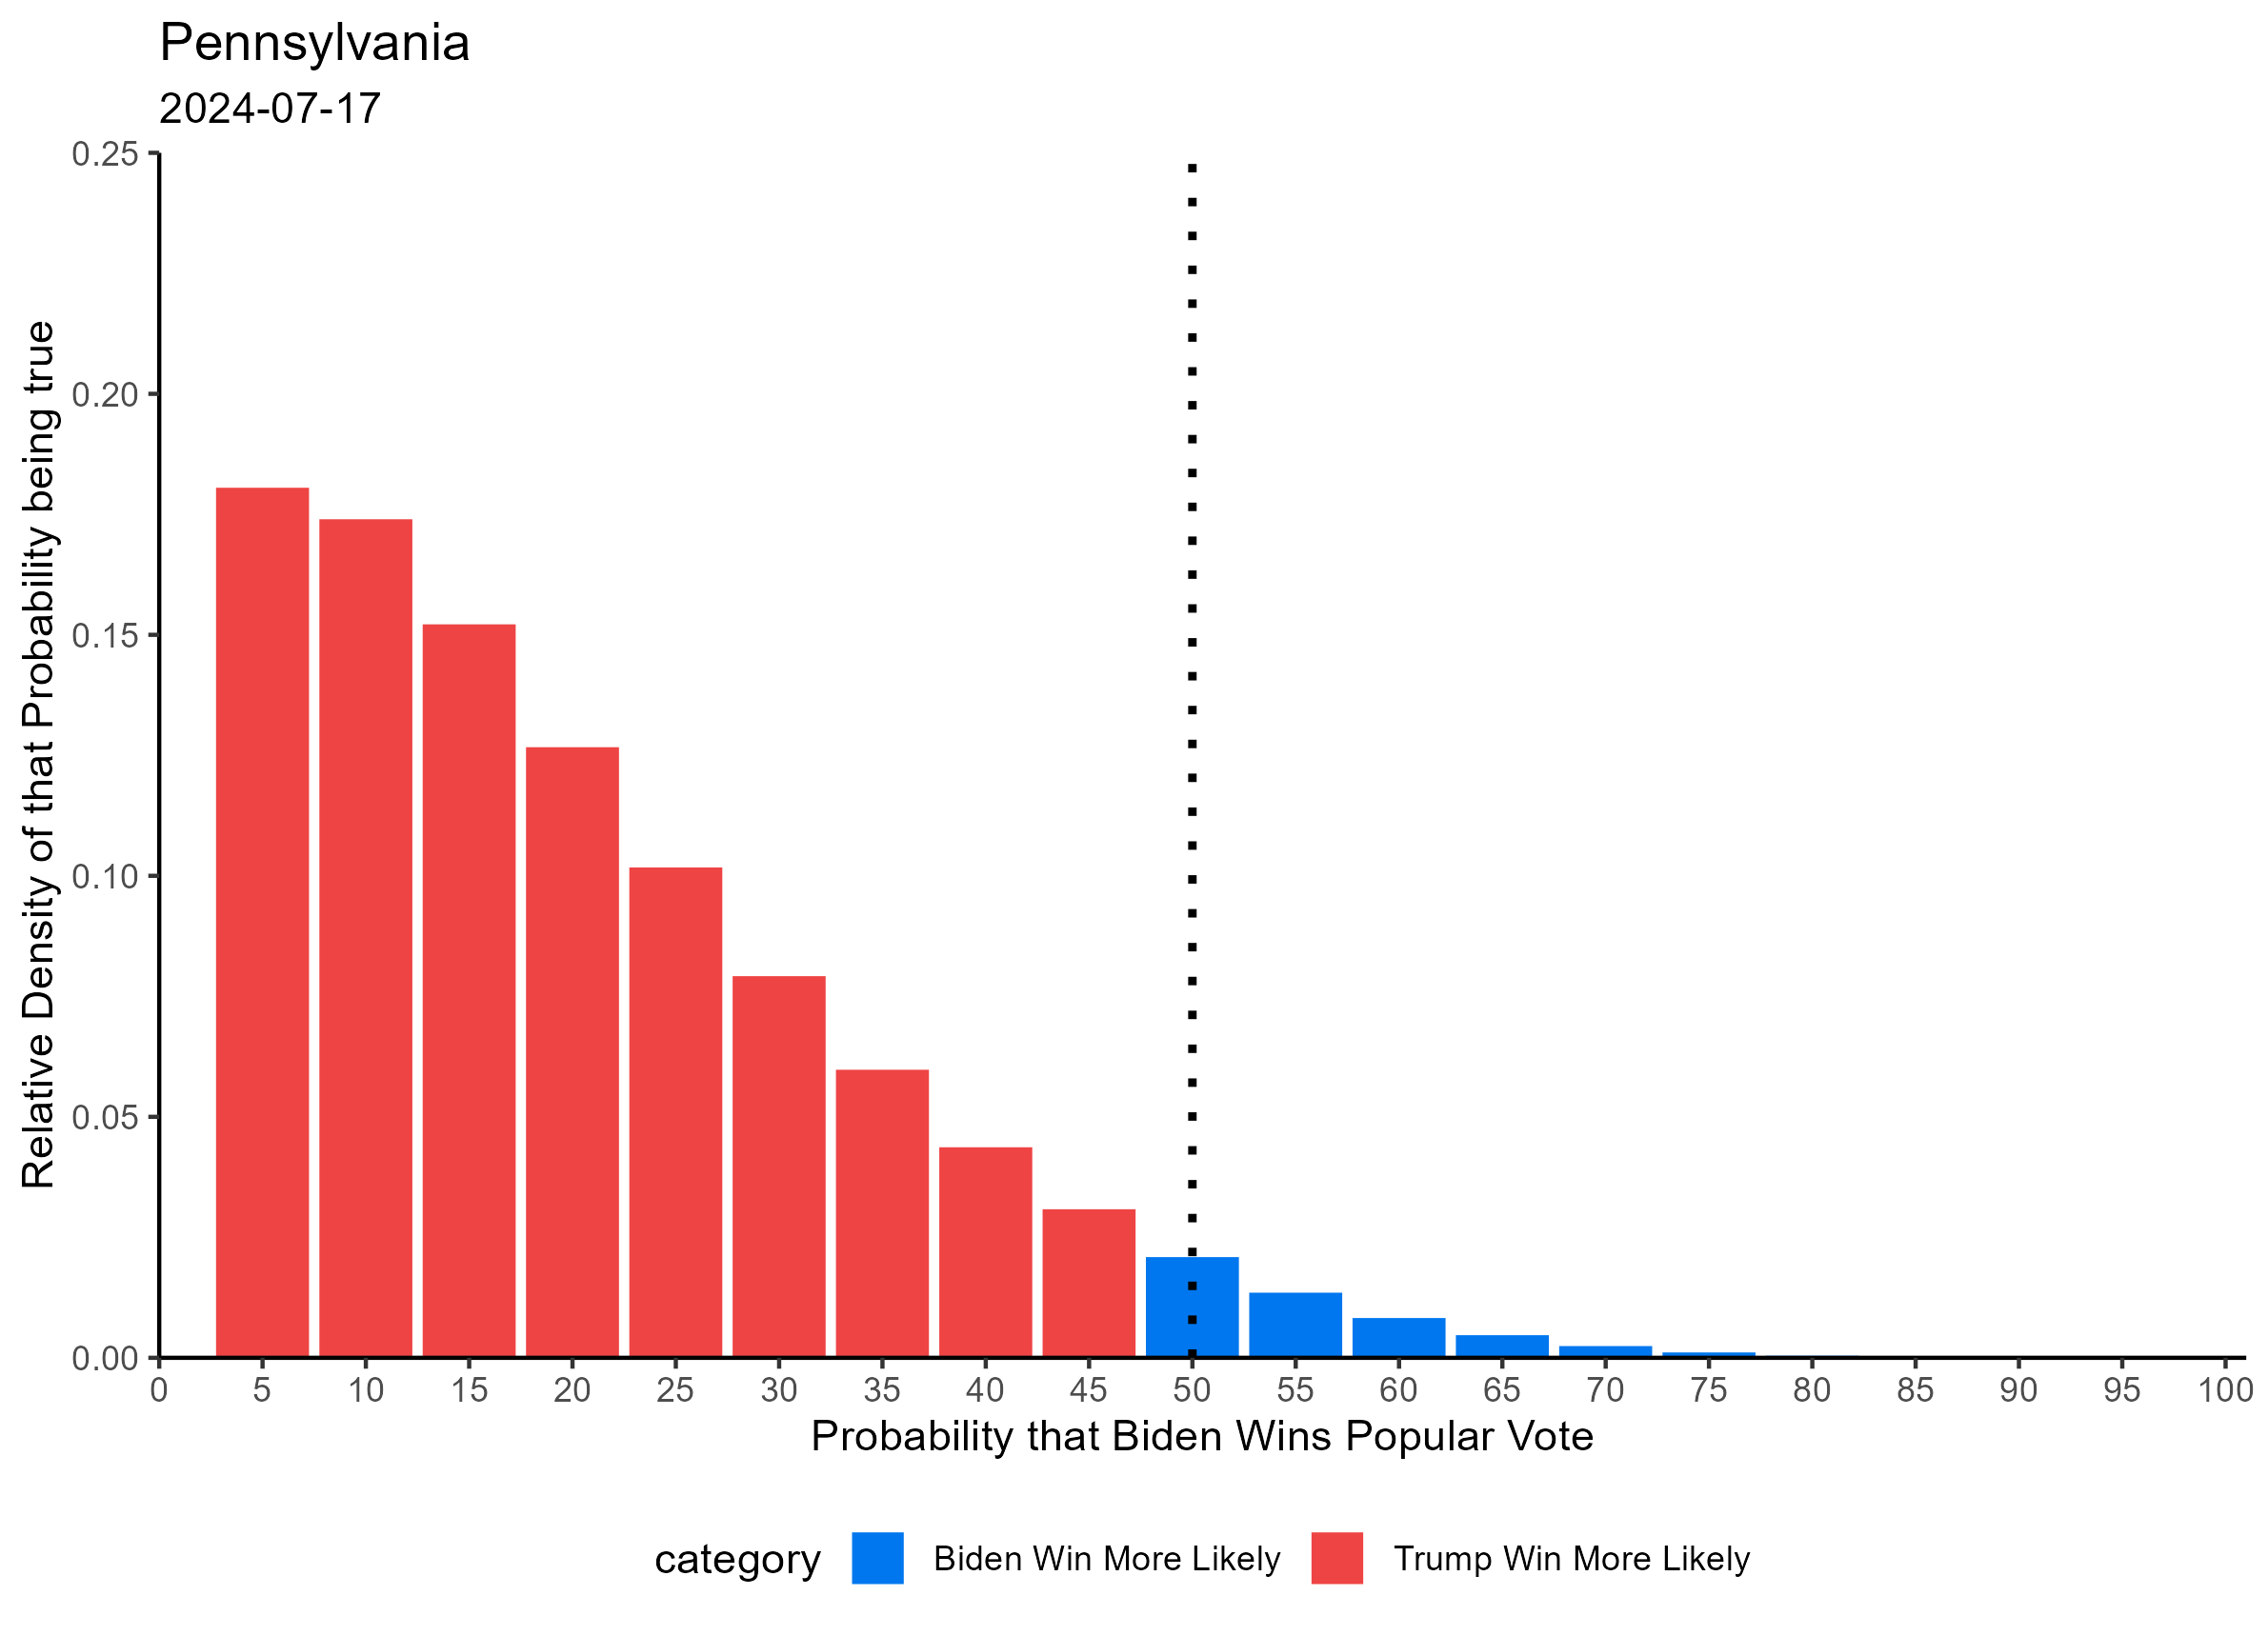 Pennsylvania
2024-07-17
Relative Density of that Probability being true
0.25
0.20
0.15
0.10
0.05
0.00
0 5 10 15 20 25 30 35 40 45 50 55 60 65 70 75 80 85 90 95 100
Probability that Biden Wins Popular Vote
category Biden Win More Likely Trump Win More Likely